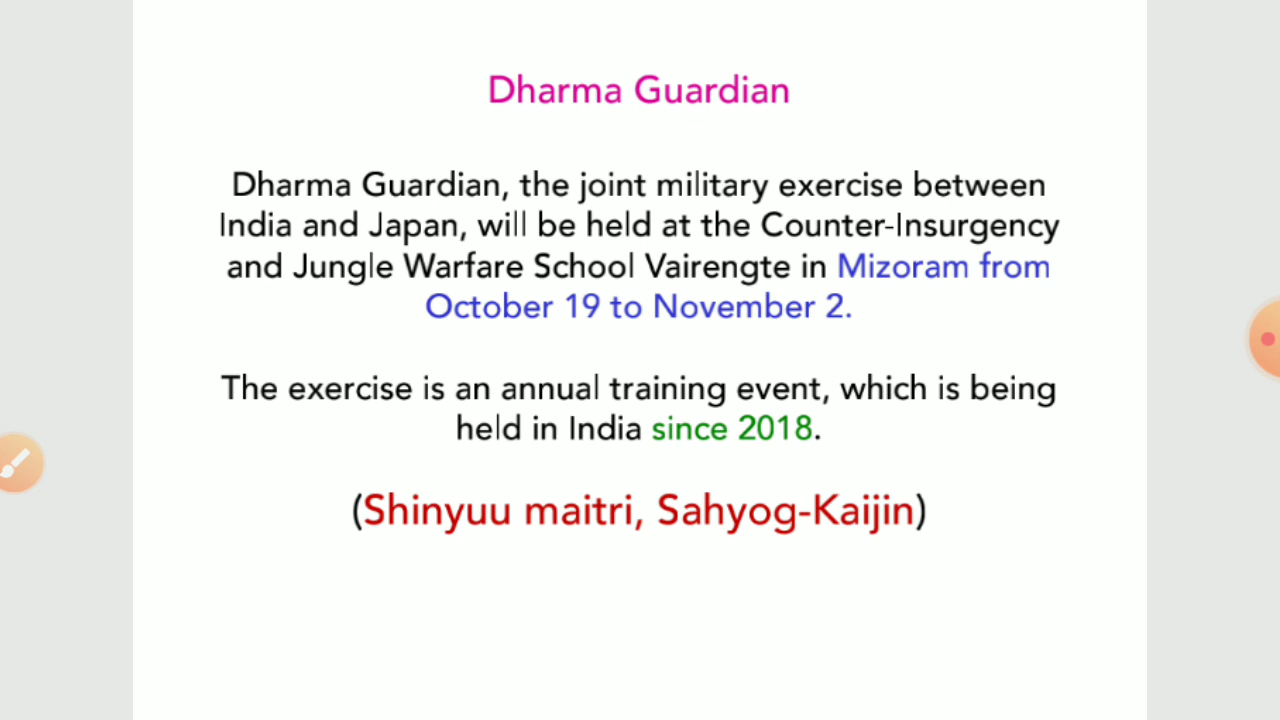 Dharma Guardian
Dharma Guardian, the joint military exercise between
India and Japan, will be held at the Counter-Insurgency
and Jungle Warfare School Vairengte in Mizoram from
October 19 to November 2.
The exercise is an annual training event, which is being
held in India since 2018.
(Shinyuu maitri, Sahyog-Kaijin)